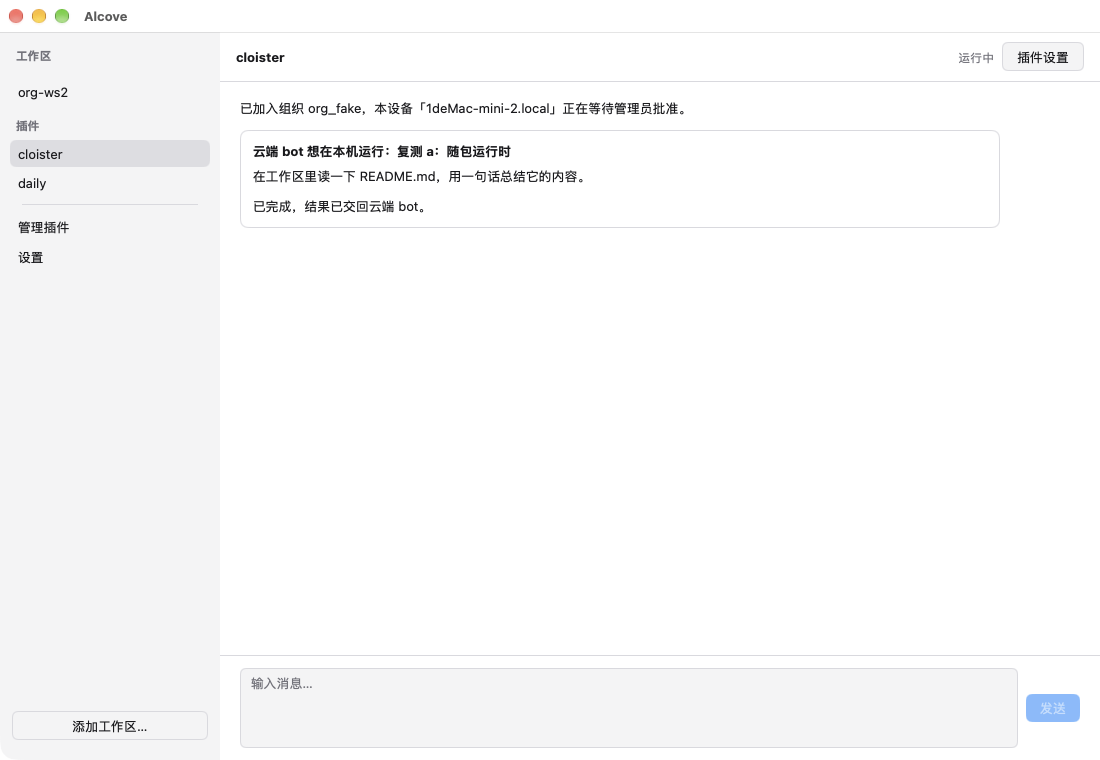 Alcove
工作区
org-ws2
插件
cloister
daily
管理插件
设置
添加工作区...
cloister
运行中
插件设置
已加入组织 org_fake，本设备「1deMac-mini-2.local」正在等待管理员批准。
云端 bot 想在本机运行：复测 a：随包运行时
在工作区里读一下 README.md，用一句话总结它的内容。
已完成，结果已交回云端 bot。
输入消息...
发送